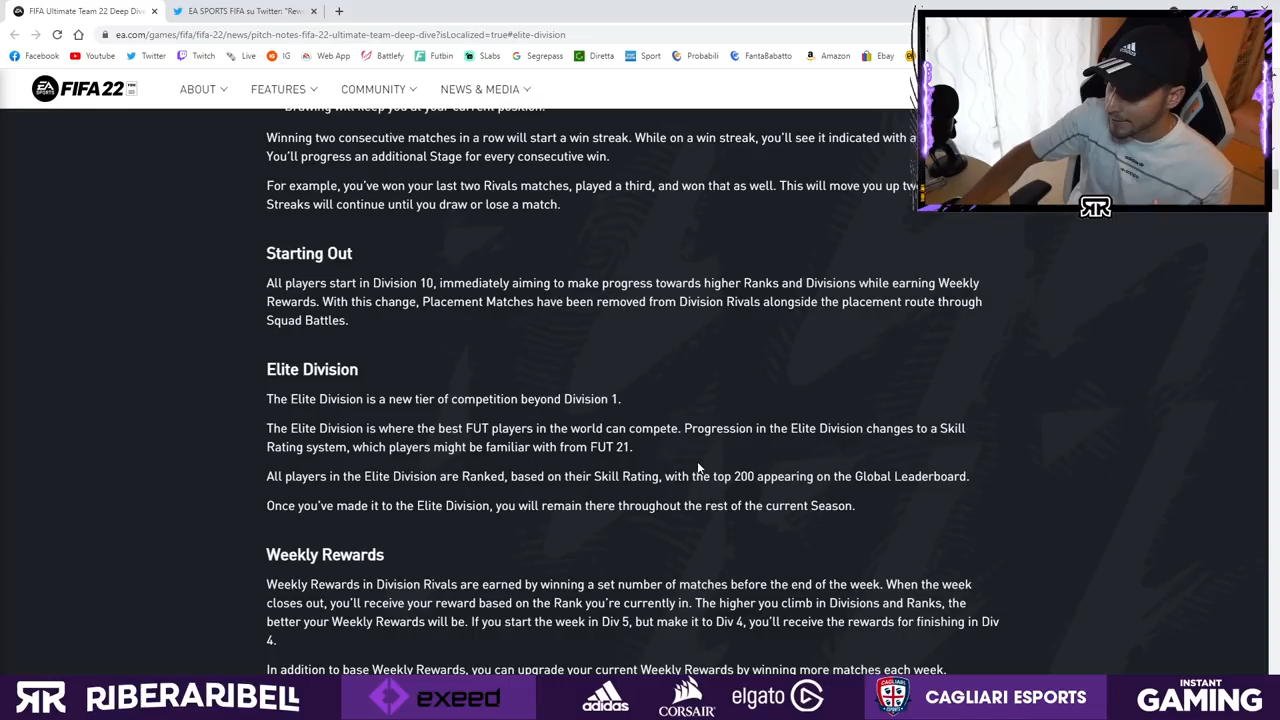 FIFA Ultimate Team 22 Deep Dive
EA SPORTS FIFA su Twitter: "Rew
ea.com/games/fifa/fifa-22/news/pitch-notes-fifa-22-ultimate-team-deep-dive?isLocalized=true#elite-division
Facebook Youtube Twitter Twitch Live IG Web App Battlefy Futbin SLabs Segrepass Diretta Sport Probabili FantaBabatto Amazon Ebay
EA SPORTS FIFA 22 ABOUT FEATURES COMMUNITY NEWS & MEDIA
Drawing will keep you at your current position.
Winning two consecutive matches in a row will start a win streak. While on a win streak, you'll see it indicated with a
You'll progress an additional Stage for every consecutive win.
For example, you've won your last two Rivals matches, played a third, and won that as well. This will move you up
Streaks will continue until you draw or lose a match.
Starting Out
All players start in Division 10, immediately aiming to make progress towards higher Ranks and Divisions while earning Weekly
Rewards. With this change, Placement Matches have been removed from Division Rivals alongside the placement route through
Squad Battles.
Elite Division
The Elite Division is a new tier of competition beyond Division 1.
The Elite Division is where the best FUT players in the world can compete. Progression in the Elite Division changes to a Skill
Rating system, which players might be familiar with from FUT 21.
All players in the Elite Division are Ranked, based on their Skill Rating, with the top 200 appearing on the Global Leaderboard.
Once you've made it to the Elite Division, you will remain there throughout the rest of the current Season.
Weekly Rewards
Weekly Rewards in Division Rivals are earned by winning a set number of matches before the end of the week. When the week
closes out, you'll receive your reward based on the Rank you're currently in. The higher you climb in Divisions and Ranks, the
better your Weekly Rewards will be. If you start the week in Div 5, but make it to Div 4, you'll receive the rewards for finishing in Div
4.
In addition to base Weekly Rewards, you can upgrade your current Weekly Rewards by winning more matches each week.
RR RIBERARIBELL exeed adidas CORSAIR elgato CAGLIARI ESPORTS INSTANT GAMING